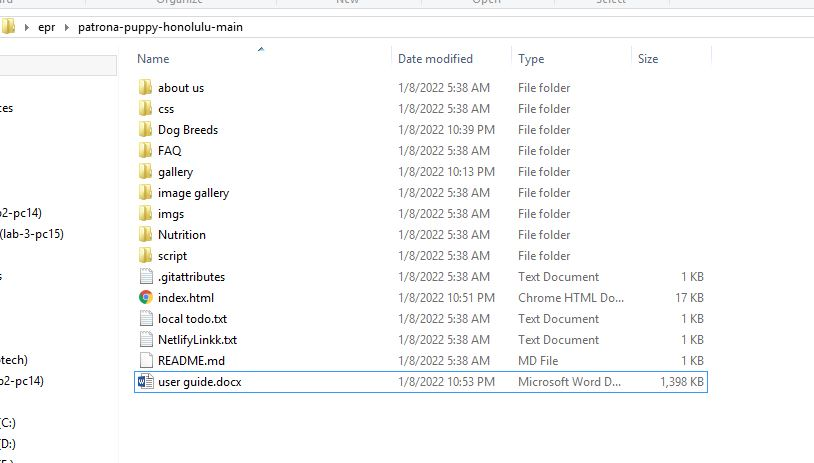 Organize New Open Select
epr patrona-puppy-honolulu-main
Name Date modified Type Size
about us 1/8/2022 5:38 AM File folder
ces
css 1/8/2022 5:38 AM File folder
Dog Breeds 1/8/2022 10:39 PM File folder
FAQ 1/8/2022 5:38 AM File folder
gallery 1/8/2022 10:13 PM File folder
image gallery 1/8/2022 5:38 AM File folder
o2-pc14) imgs 1/8/2022 5:38 AM File folder
(lab-3-pc15) Nutrition 1/8/2022 5:38 AM File folder
script 1/8/2022 5:38 AM File folder
s .gitattributes 1/8/2022 5:38 AM Text Document 1 KB
index.html 1/8/2022 10:51 PM Chrome HTML Do... 17 KB
local todo.txt 1/8/2022 5:38 AM Text Document 1 KB
NetlifyLinkk.txt 1/8/2022 5:38 AM Text Document 1 KB
otech) README.md 1/8/2022 5:38 AM MD File 1 KB
o2-pc14) user guide.docx 1/8/2022 10:53 PM Microsoft Word D... 1,398 KB
(C:)
(D:)